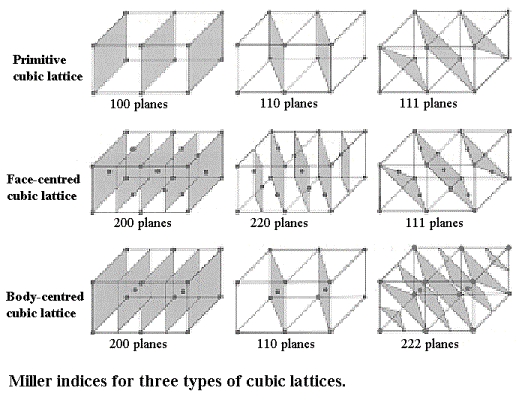 Primitive
cubic lattice
100 planes
110 planes
111 planes
Face-centred
cubic lattice
200 planes
220 planes
111 planes
Body-centred
cubic lattice
200 planes
110 planes
222 planes
Miller indices for three types of cubic lattices.